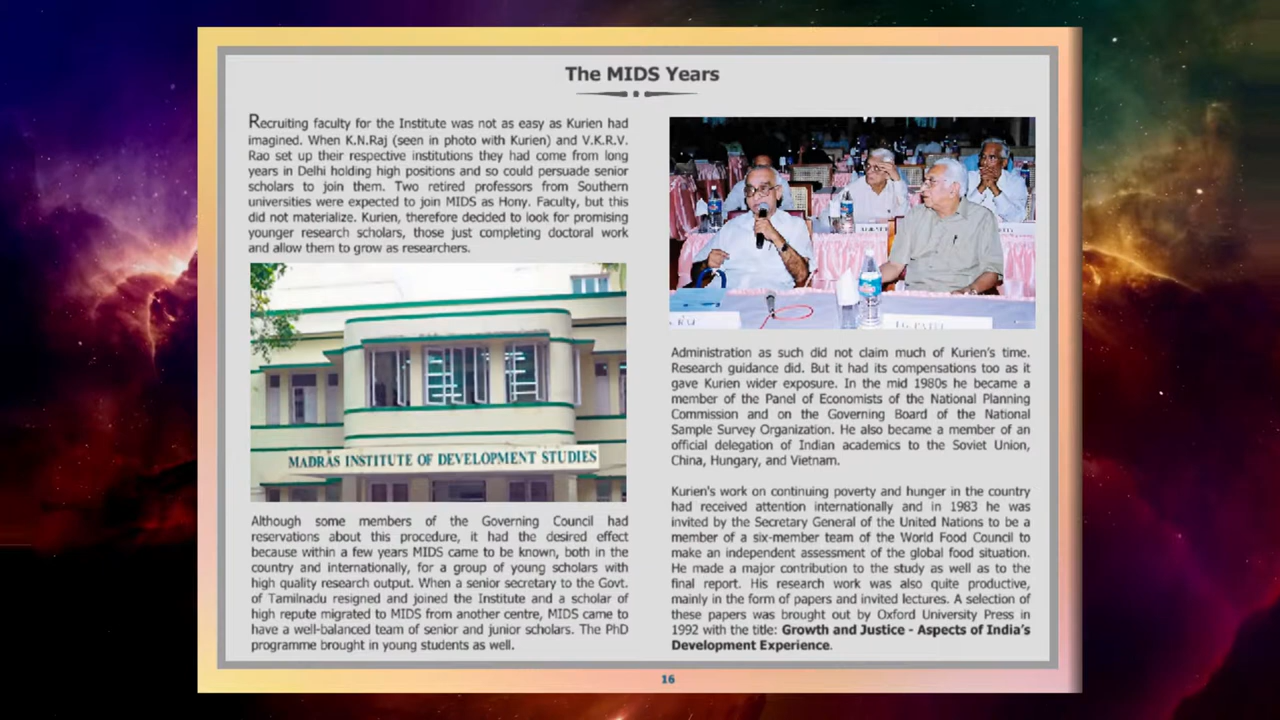 The MIDS Years
Recruiting faculty for the Institute was not as easy as Kurien had
imagined. When K.N.Raj (seen in photo with Kurien) and V.K.R.V.
Rao set up their respective institutions they had come from long
years in Delhi holding high positions and so could persuade senior
scholars to join them. Two retired professors from Southern
universities were expected to join MIDS as Hony. Faculty, but this
did not materialize. Kurien, therefore decided to look for promising
younger research scholars, those just completing doctoral work
and allow them to grow as researchers.
MADRAS INSTITUTE OF DEVELOPMENT STUDIES
Although some members of the Governing Council had
reservations about this procedure, it had the desired effect
because within a few years MIDS came to be known, both in the
country and internationally, for a group of young scholars with
high quality research output. When a senior secretary to the Govt.
of Tamilnadu resigned and joined the Institute and a scholar of
high repute migrated to MIDS from another centre, MIDS came to
have a well-balanced team of senior and junior scholars. The PhD
programme brought in young students as well.
Administration as such did not claim much of Kurien's time.
Research guidance did. But it had its compensations too as it
gave Kurien wider exposure. In the mid 1980s he became a
member of the Panel of Economists of the National Planning
Commission and on the Governing Board of the National
Sample Survey Organization. He also became a member of an
official delegation of Indian academics to the Soviet Union,
China, Hungary, and Vietnam.
Kurien's work on continuing poverty and hunger in the country
had received attention internationally and in 1983 he was
invited by the Secretary General of the United Nations to be a
member of a six-member team of the World Food Council to
make an independent assessment of the global food situation.
He made a major contribution to the study as well as to the
final report. His research work was also quite productive,
mainly in the form of papers and invited lectures. A selection of
these papers was brought out by Oxford University Press in
1992 with the title: Growth and Justice - Aspects of India's
Development Experience.
16